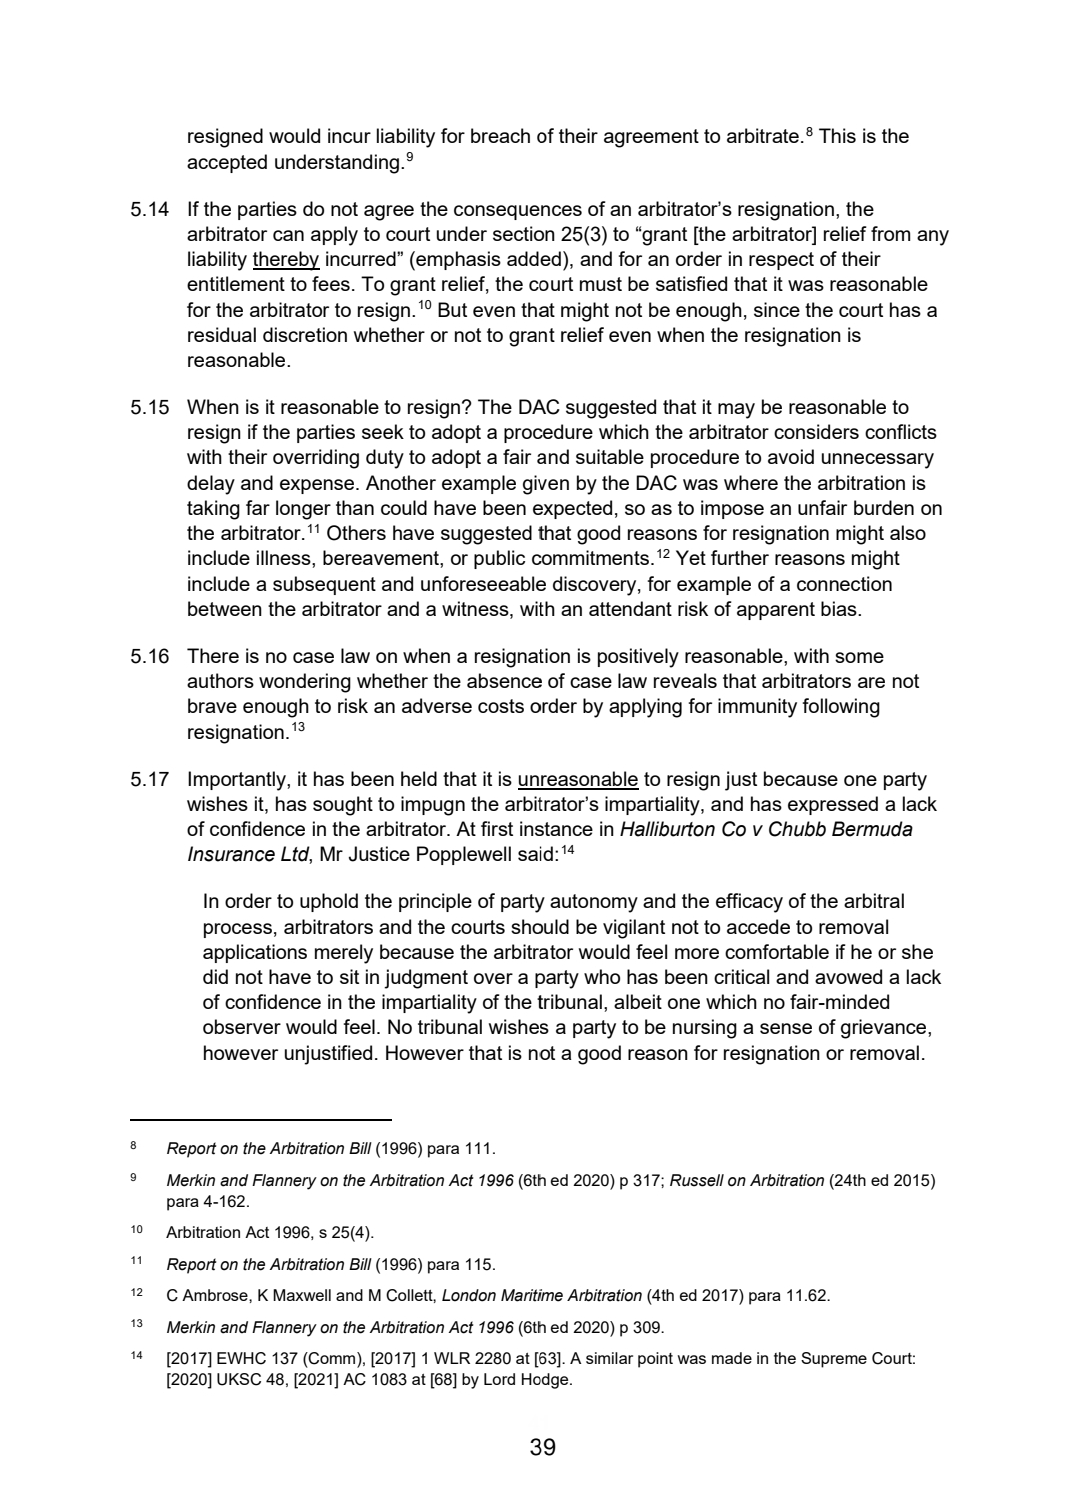 resigned would incur liability for breach of their agreement to arbitrate.8 This is the
accepted understanding.9
5.14 If the parties do not agree the consequences of an arbitrator’s resignation, the
arbitrator can apply to court under section 25(3) to “grant [the arbitrator] relief from any
liability thereby incurred” (emphasis added), and for an order in respect of their
entitlement to fees. To grant relief, the court must be satisfied that it was reasonable
for the arbitrator to resign.10 But even that might not be enough, since the court has a
residual discretion whether or not to grant relief even when the resignation is
reasonable.
5.15 When is it reasonable to resign? The DAC suggested that it may be reasonable to
resign if the parties seek to adopt a procedure which the arbitrator considers conflicts
with their overriding duty to adopt a fair and suitable procedure to avoid unnecessary
delay and expense. Another example given by the DAC was where the arbitration is
taking far longer than could have been expected, so as to impose an unfair burden on
the arbitrator.11 Others have suggested that good reasons for resignation might also
include illness, bereavement, or public commitments.12 Yet further reasons might
include a subsequent and unforeseeable discovery, for example of a connection
between the arbitrator and a witness, with an attendant risk of apparent bias.
5.16 There is no case law on when a resignation is positively reasonable, with some
authors wondering whether the absence of case law reveals that arbitrators are not
brave enough to risk an adverse costs order by applying for immunity following
resignation.13
5.17 Importantly, it has been held that it is unreasonable to resign just because one party
wishes it, has sought to impugn the arbitrator’s impartiality, and has expressed a lack
of confidence in the arbitrator. At first instance in Halliburton Co v Chubb Bermuda
Insurance Ltd, Mr Justice Popplewell said:14
In order to uphold the principle of party autonomy and the efficacy of the arbitral
process, arbitrators and the courts should be vigilant not to accede to removal
applications merely because the arbitrator would feel more comfortable if he or she
did not have to sit in judgment over a party who has been critical and avowed a lack
of confidence in the impartiality of the tribunal, albeit one which no fair-minded
observer would feel. No tribunal wishes a party to be nursing a sense of grievance,
however unjustified. However that is not a good reason for resignation or removal.
8 Report on the Arbitration Bill (1996) para 111.
9 Merkin and Flannery on the Arbitration Act 1996 (6th ed 2020) p 317; Russell on Arbitration (24th ed 2015)
para 4-162.
10 Arbitration Act 1996, s 25(4).
11 Report on the Arbitration Bill (1996) para 115.
12 C Ambrose, K Maxwell and M Collett, London Maritime Arbitration (4th ed 2017) para 11.62.
13 Merkin and Flannery on the Arbitration Act 1996 (6th ed 2020) p 309.
14 [2017] EWHC 137 (Comm), [2017] 1 WLR 2280 at [63]. A similar point was made in the Supreme Court:
[2020] UKSC 48, [2021] AC 1083 at [68] by Lord Hodge.
39